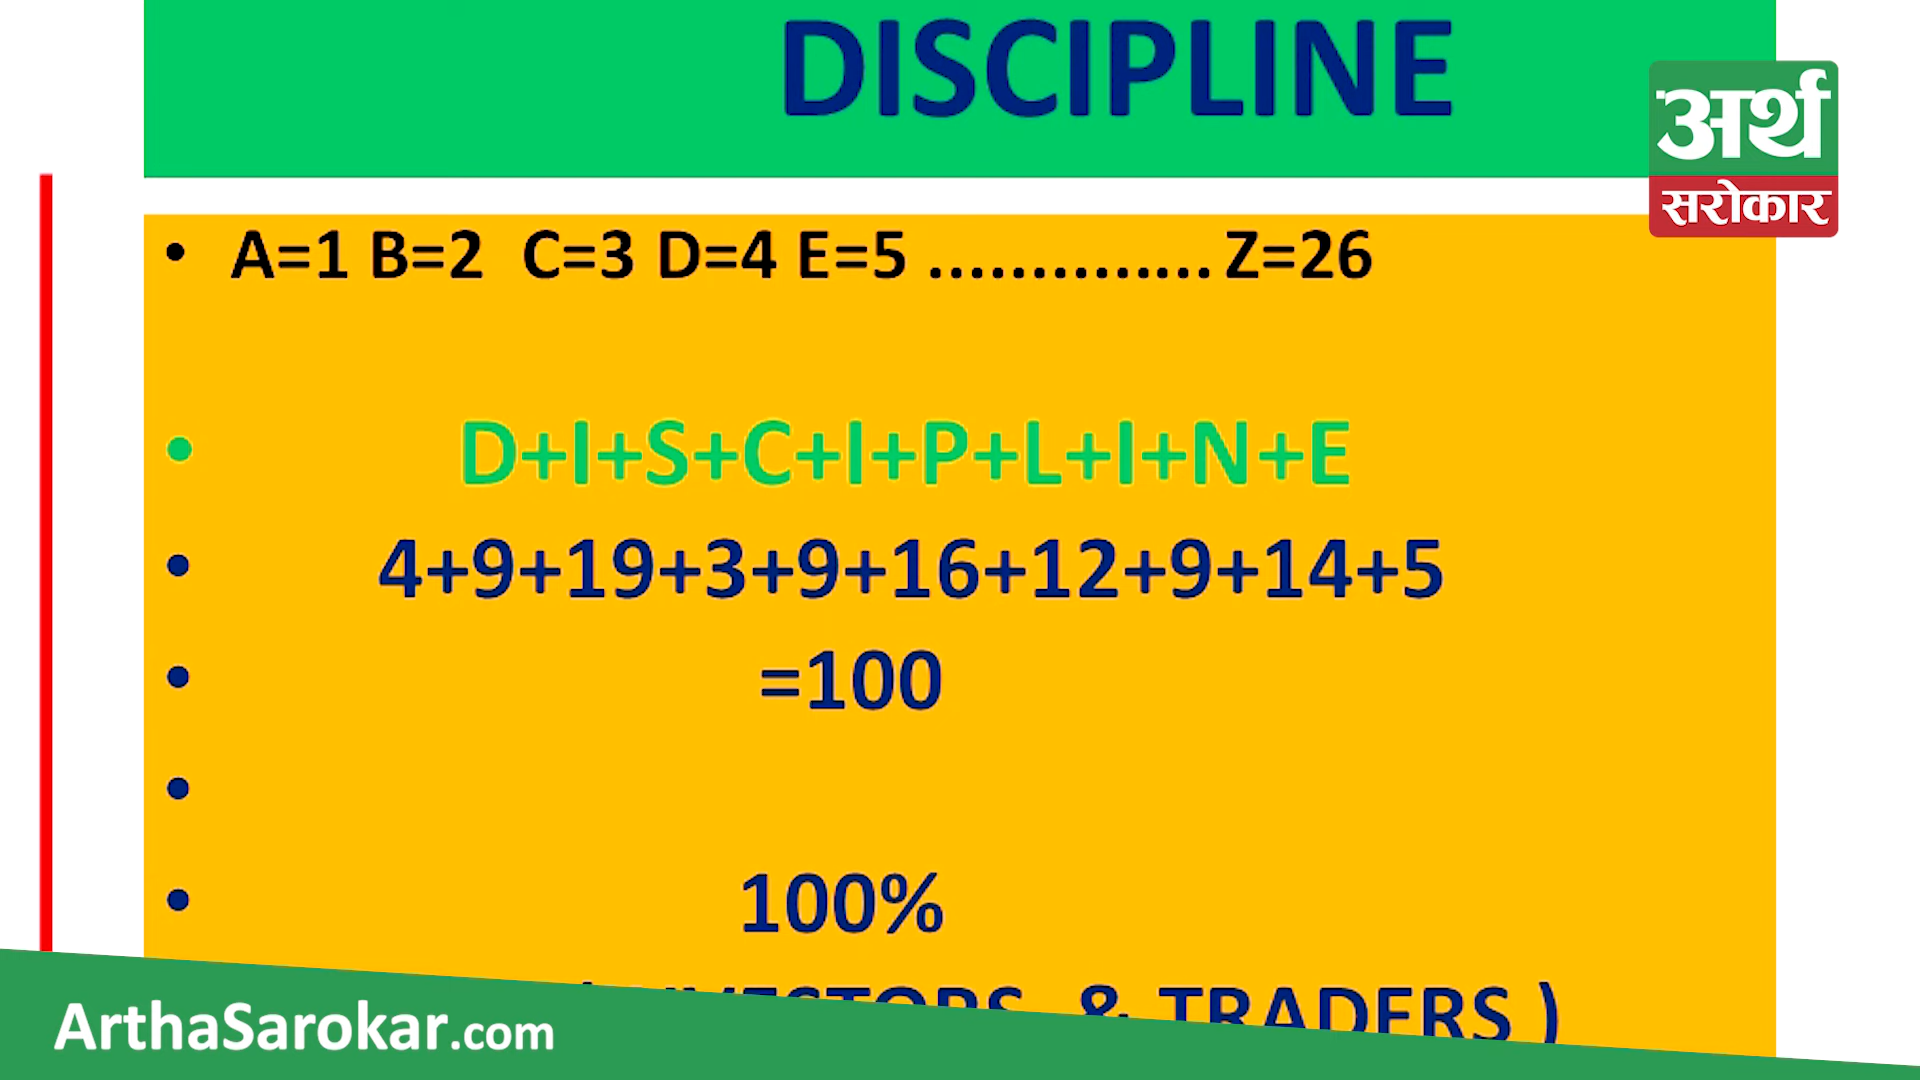 DISCIPLINE
अर्थ
सरोकार
• A=1 B=2 C=3 D=4 E=5 .............. Z=26
• D+I+S+C+I+P+L+I+N+E
• 4+9+19+3+9+16+12+9+14+5
• =100
•
• 100%
( INVESTORS & TRADERS )
ArthaSarokar.com